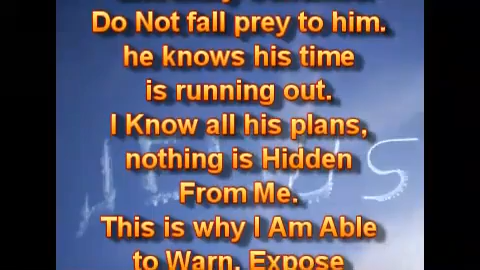 Do Not fall prey to him.
he knows his time
is running out.
I Know all his plans,
nothing is Hidden
From Me.
This is why I Am Able
to Warn, Expose
JESUS